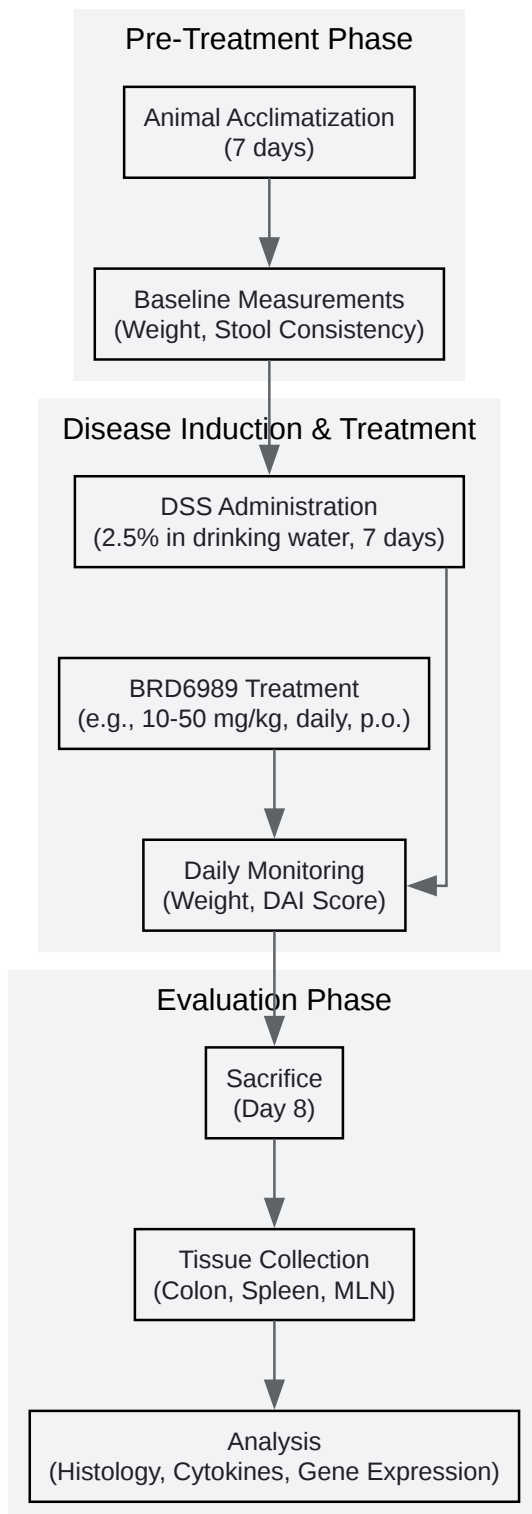 Pre-Treatment Phase
Animal Acclimatization
(7 days)
Baseline Measurements
(Weight, Stool Consistency)
Disease Induction & Treatment
DSS Administration
(2.5% in drinking water, 7 days)
BRD6989 Treatment
(e.g., 10-50 mg/kg, daily, p.o.)
Daily Monitoring
(Weight, DAI Score)
Evaluation Phase
Sacrifice
(Day 8)
Tissue Collection
(Colon, Spleen, MLN)
Analysis
(Histology, Cytokines, Gene Expression)